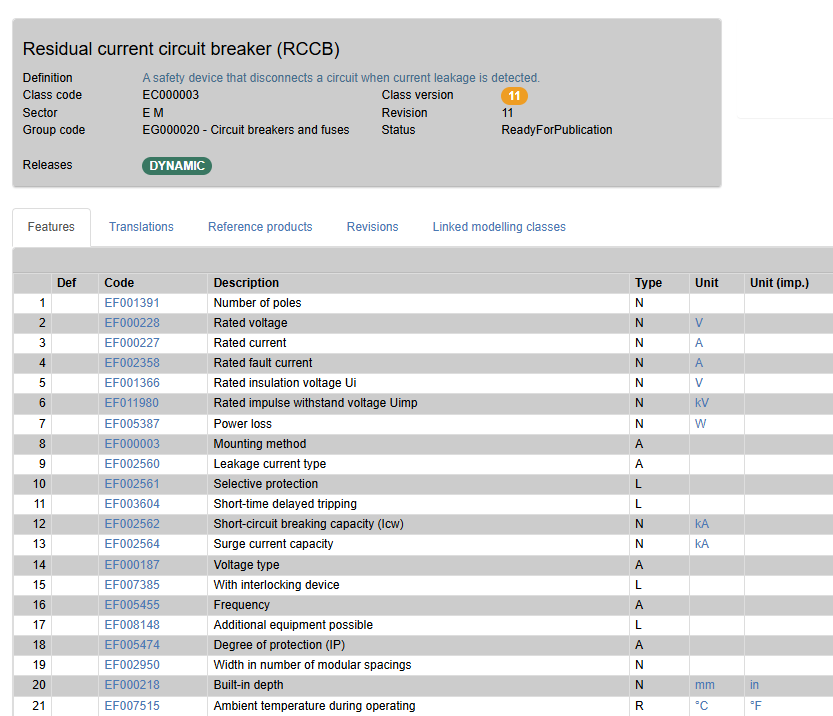 Residual current circuit breaker (RCCB)
Definition A safety device that disconnects a circuit when current leakage is detected.
Class code EC000003 Class version 11
Sector E M Revision 11
Group code EG000020 - Circuit breakers and fuses Status ReadyForPublication
Releases DYNAMIC
Features Translations Reference products Revisions Linked modelling classes
Def Code Description Type Unit Unit (imp.)
1 EF001391 Number of poles N
2 EF000228 Rated voltage N V
3 EF000227 Rated current N A
4 EF002358 Rated fault current N A
5 EF001366 Rated insulation voltage Ui N V
6 EF011980 Rated impulse withstand voltage Uimp N kV
7 EF005387 Power loss N W
8 EF000003 Mounting method A
9 EF002560 Leakage current type A
10 EF002561 Selective protection L
11 EF003604 Short-time delayed tripping L
12 EF002562 Short-circuit breaking capacity (Icw) N kA
13 EF002564 Surge current capacity N kA
14 EF000187 Voltage type A
15 EF007385 With interlocking device L
16 EF005455 Frequency A
17 EF008148 Additional equipment possible L
18 EF005474 Degree of protection (IP) A
19 EF002950 Width in number of modular spacings N
20 EF000218 Built-in depth N mm in
21 EF007515 Ambient temperature during operating R °C °F